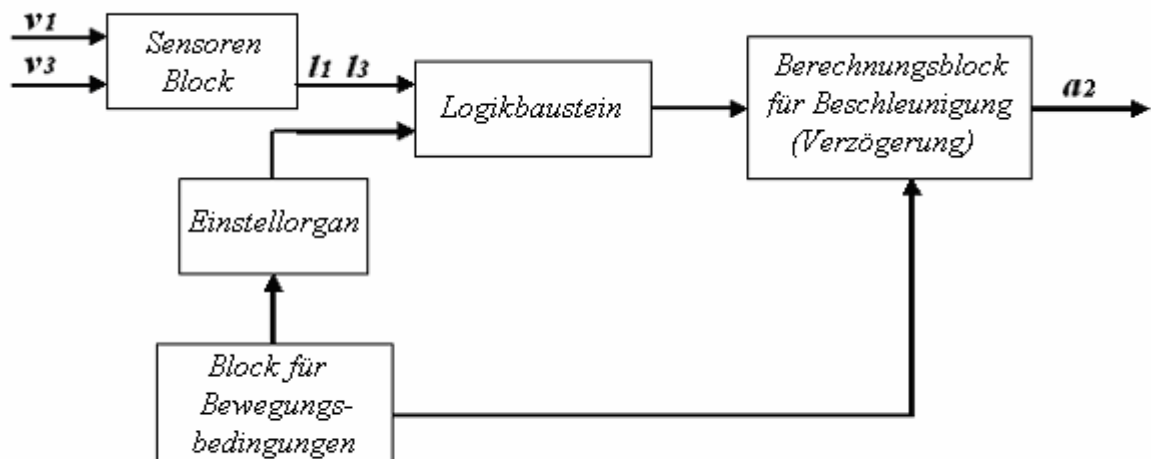 v1
v3
Sensoren
Block
l1 l3
Logikbaustein
Berechnungsblock
für Beschleunigung
(Verzögerung)
a2
Einstellorgan
Block für
Bewegungs-
bedingungen